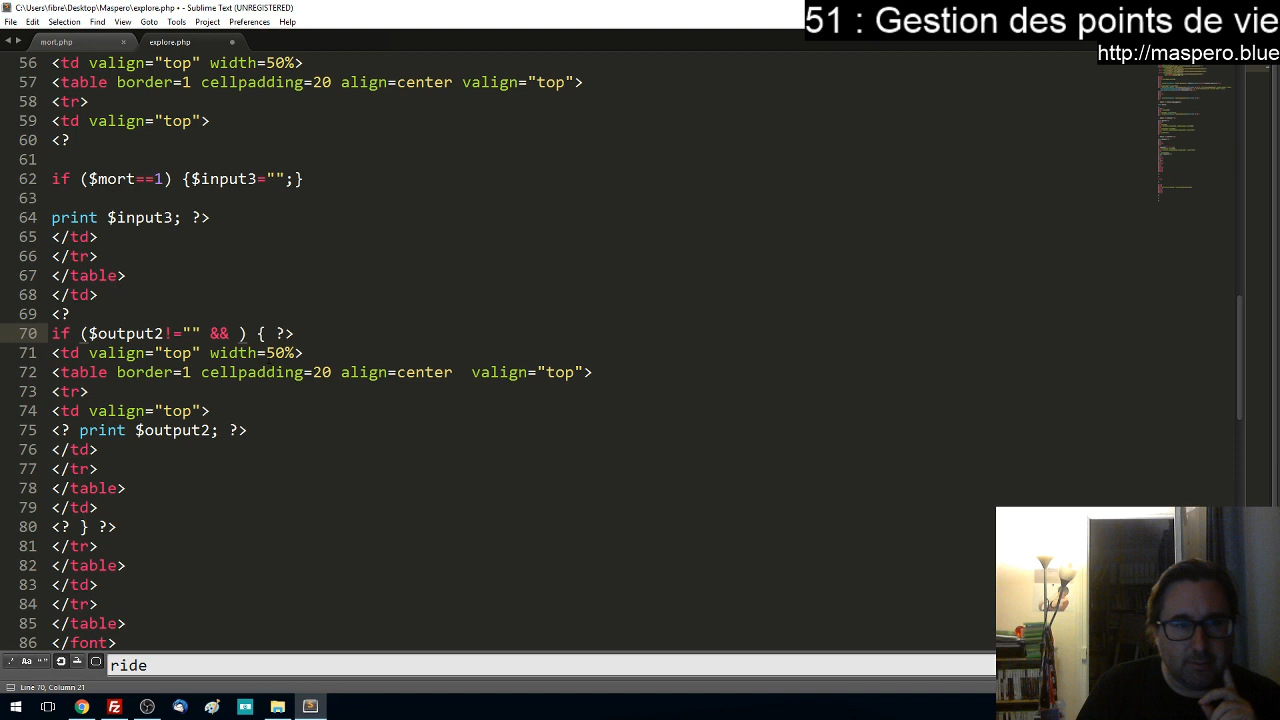 C:\Users\fibre\Desktop\Maspero\explore.php • - Sublime Text (UNREGISTERED)
51 : Gestion des points de vie
File Edit Selection Find View Goto Tools Project Preferences Help
http://maspero.blue
mort.php × explore.php
56 <td valign="top" width=50%>
57 <table border=1 cellpadding=20 align=center valign="top">
58 <tr>
59 <td valign="top">
60 <?
61
62 if ($mort==1) {$input3="";}
63
64 print $input3; ?>
65 </td>
66 </tr>
67 </table>
68 </td>
69 <?
70 if ($output2!="" && ) { ?>
71 <td valign="top" width=50%>
72 <table border=1 cellpadding=20 align=center  valign="top">
73 <tr>
74 <td valign="top">
75 <? print $output2; ?>
76 </td>
77 </tr>
78 </table>
79 </td>
80 <? } ?>
81 </tr>
82 </table>
83 </td>
84 </tr>
85 </table>
86 </font>
.* Aa “” ride
Line 70, Column 21